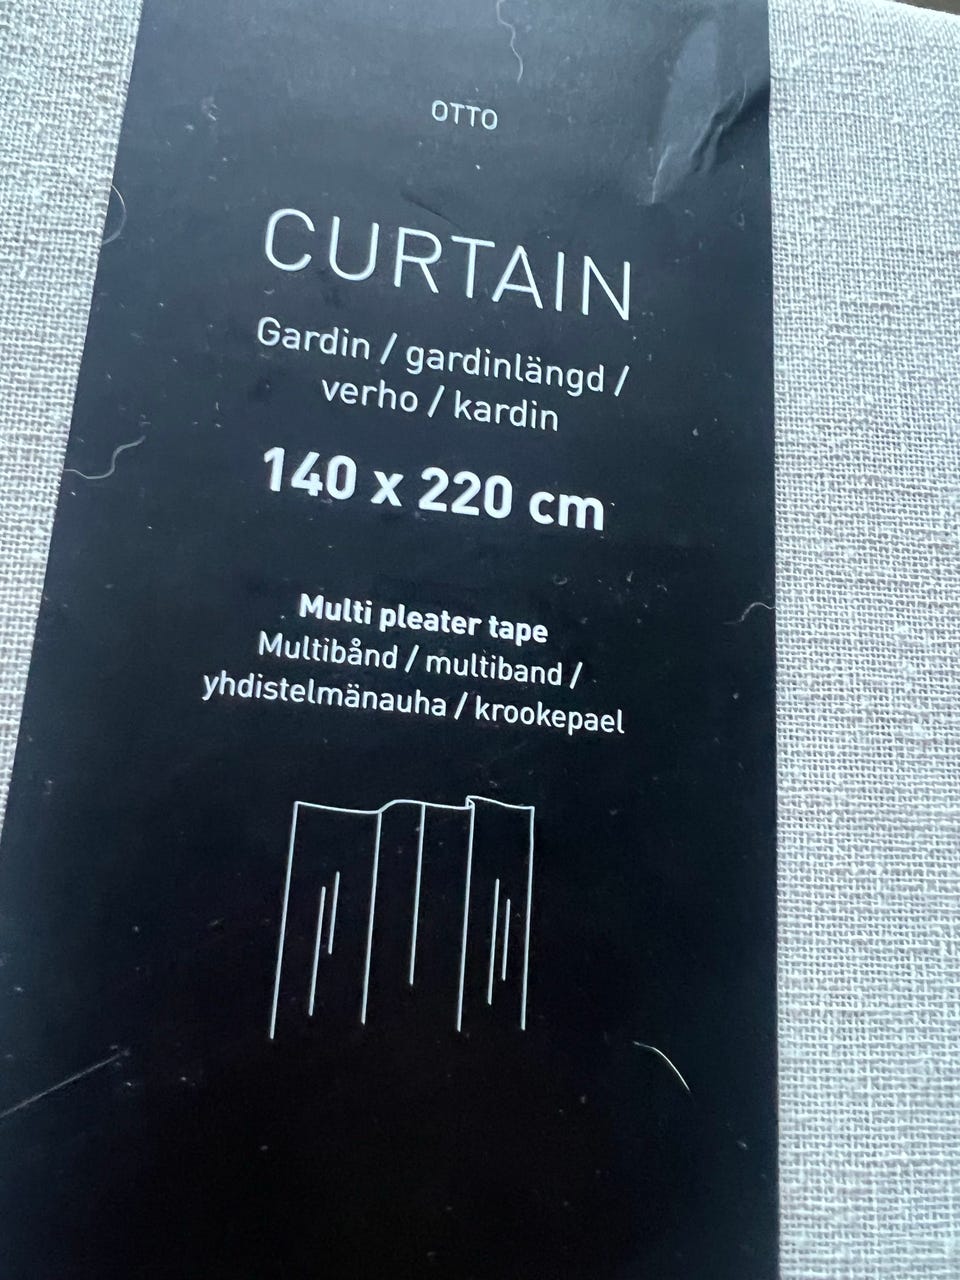 OTTO
CURTAIN
Gardin / gardinlängd /
verho / kardin
140 x 220 cm
Multi pleater tape
Multibånd / multiband /
yhdistelmänauha / krookepael